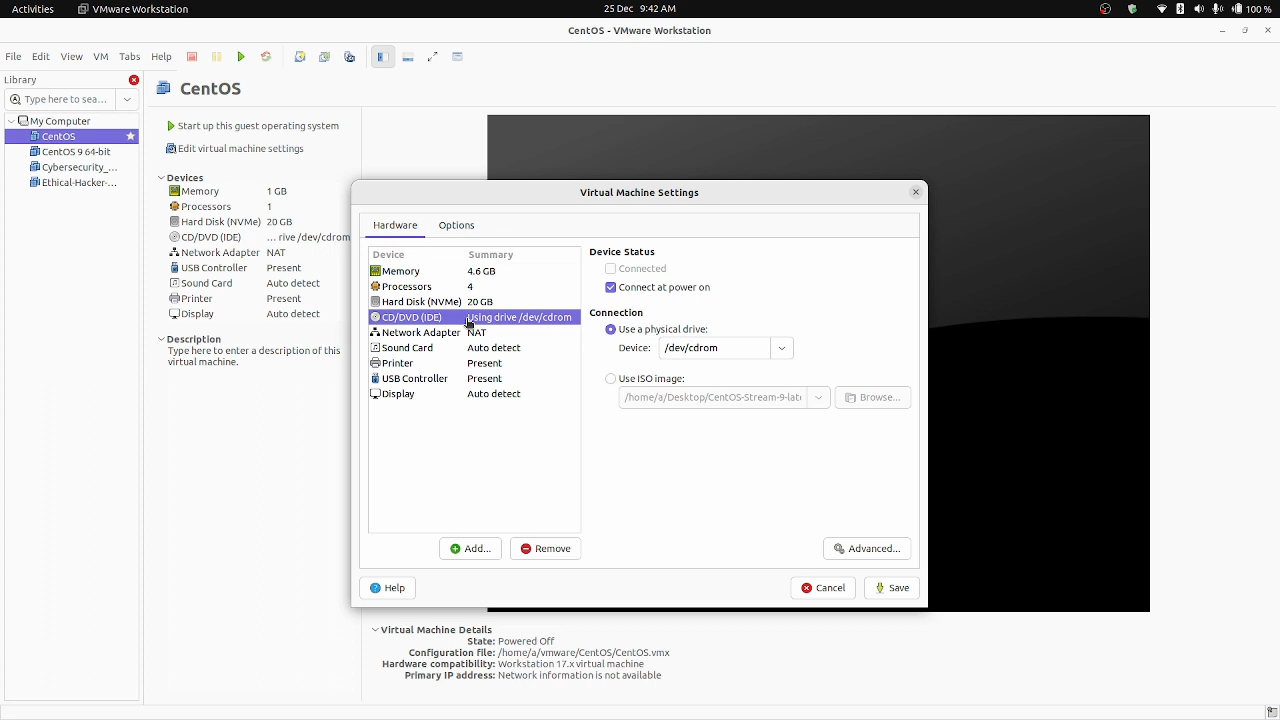 Activities VMware Workstation 25 Dec 9:42 AM 100 %
CentOS - VMware Workstation
File Edit View VM Tabs Help
Library
Type here to sea...
My Computer
CentOS
CentOS 9 64-bit
Cybersecurity_...
Ethical-Hacker-...
CentOS
Start up this guest operating system
Edit virtual machine settings
Devices
Memory 1 GB
Processors 1
Hard Disk (NVMe) 20 GB
CD/DVD (IDE) ... rive /dev/cdrom
Network Adapter NAT
USB Controller Present
Sound Card Auto detect
Printer Present
Display Auto detect
Description
Type here to enter a description of this
virtual machine.
Virtual Machine Settings
Hardware Options
Device Summary
Memory 4.6 GB
Processors 4
Hard Disk (NVMe) 20 GB
CD/DVD (IDE) Using drive /dev/cdrom
Network Adapter NAT
Sound Card Auto detect
Printer Present
USB Controller Present
Display Auto detect
Add... Remove
Device Status
Connected
Connect at power on
Connection
Use a physical drive:
Device: /dev/cdrom
Use ISO image:
/home/a/Desktop/CentOS-Stream-9-late Browse...
Advanced...
Help Cancel Save
Virtual Machine Details
State: Powered Off
Configuration file: /home/a/vmware/CentOS/CentOS.vmx
Hardware compatibility: Workstation 17.x virtual machine
Primary IP address: Network information is not available